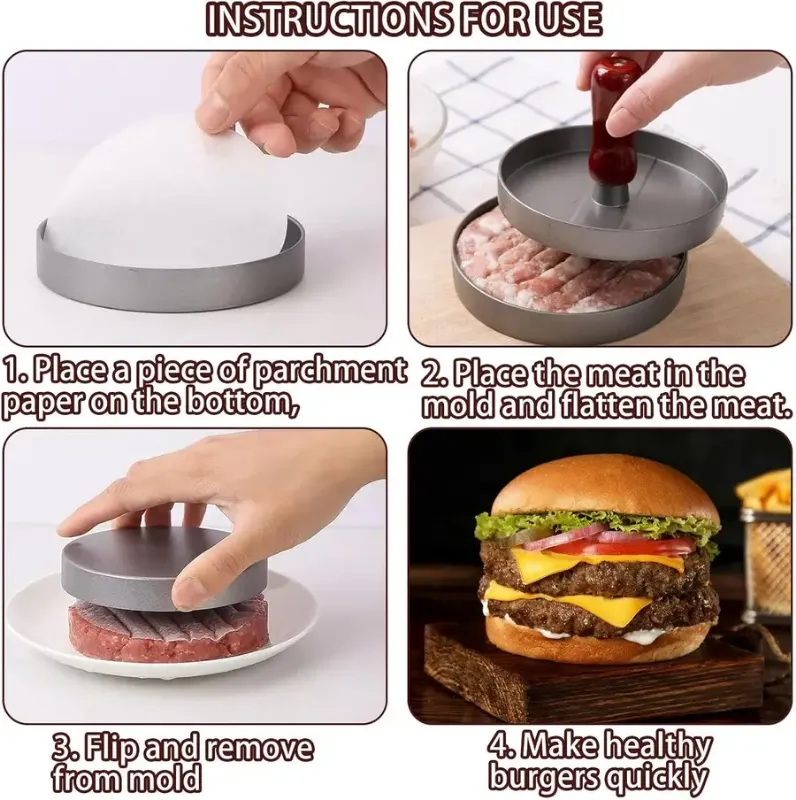 INSTRUCTIONS FOR USE
1. Place a piece of parchment
paper on the bottom,
2. Place the meat in the
mold and flatten the meat.
3. Flip and remove
from mold
4. Make healthy
burgers quickly